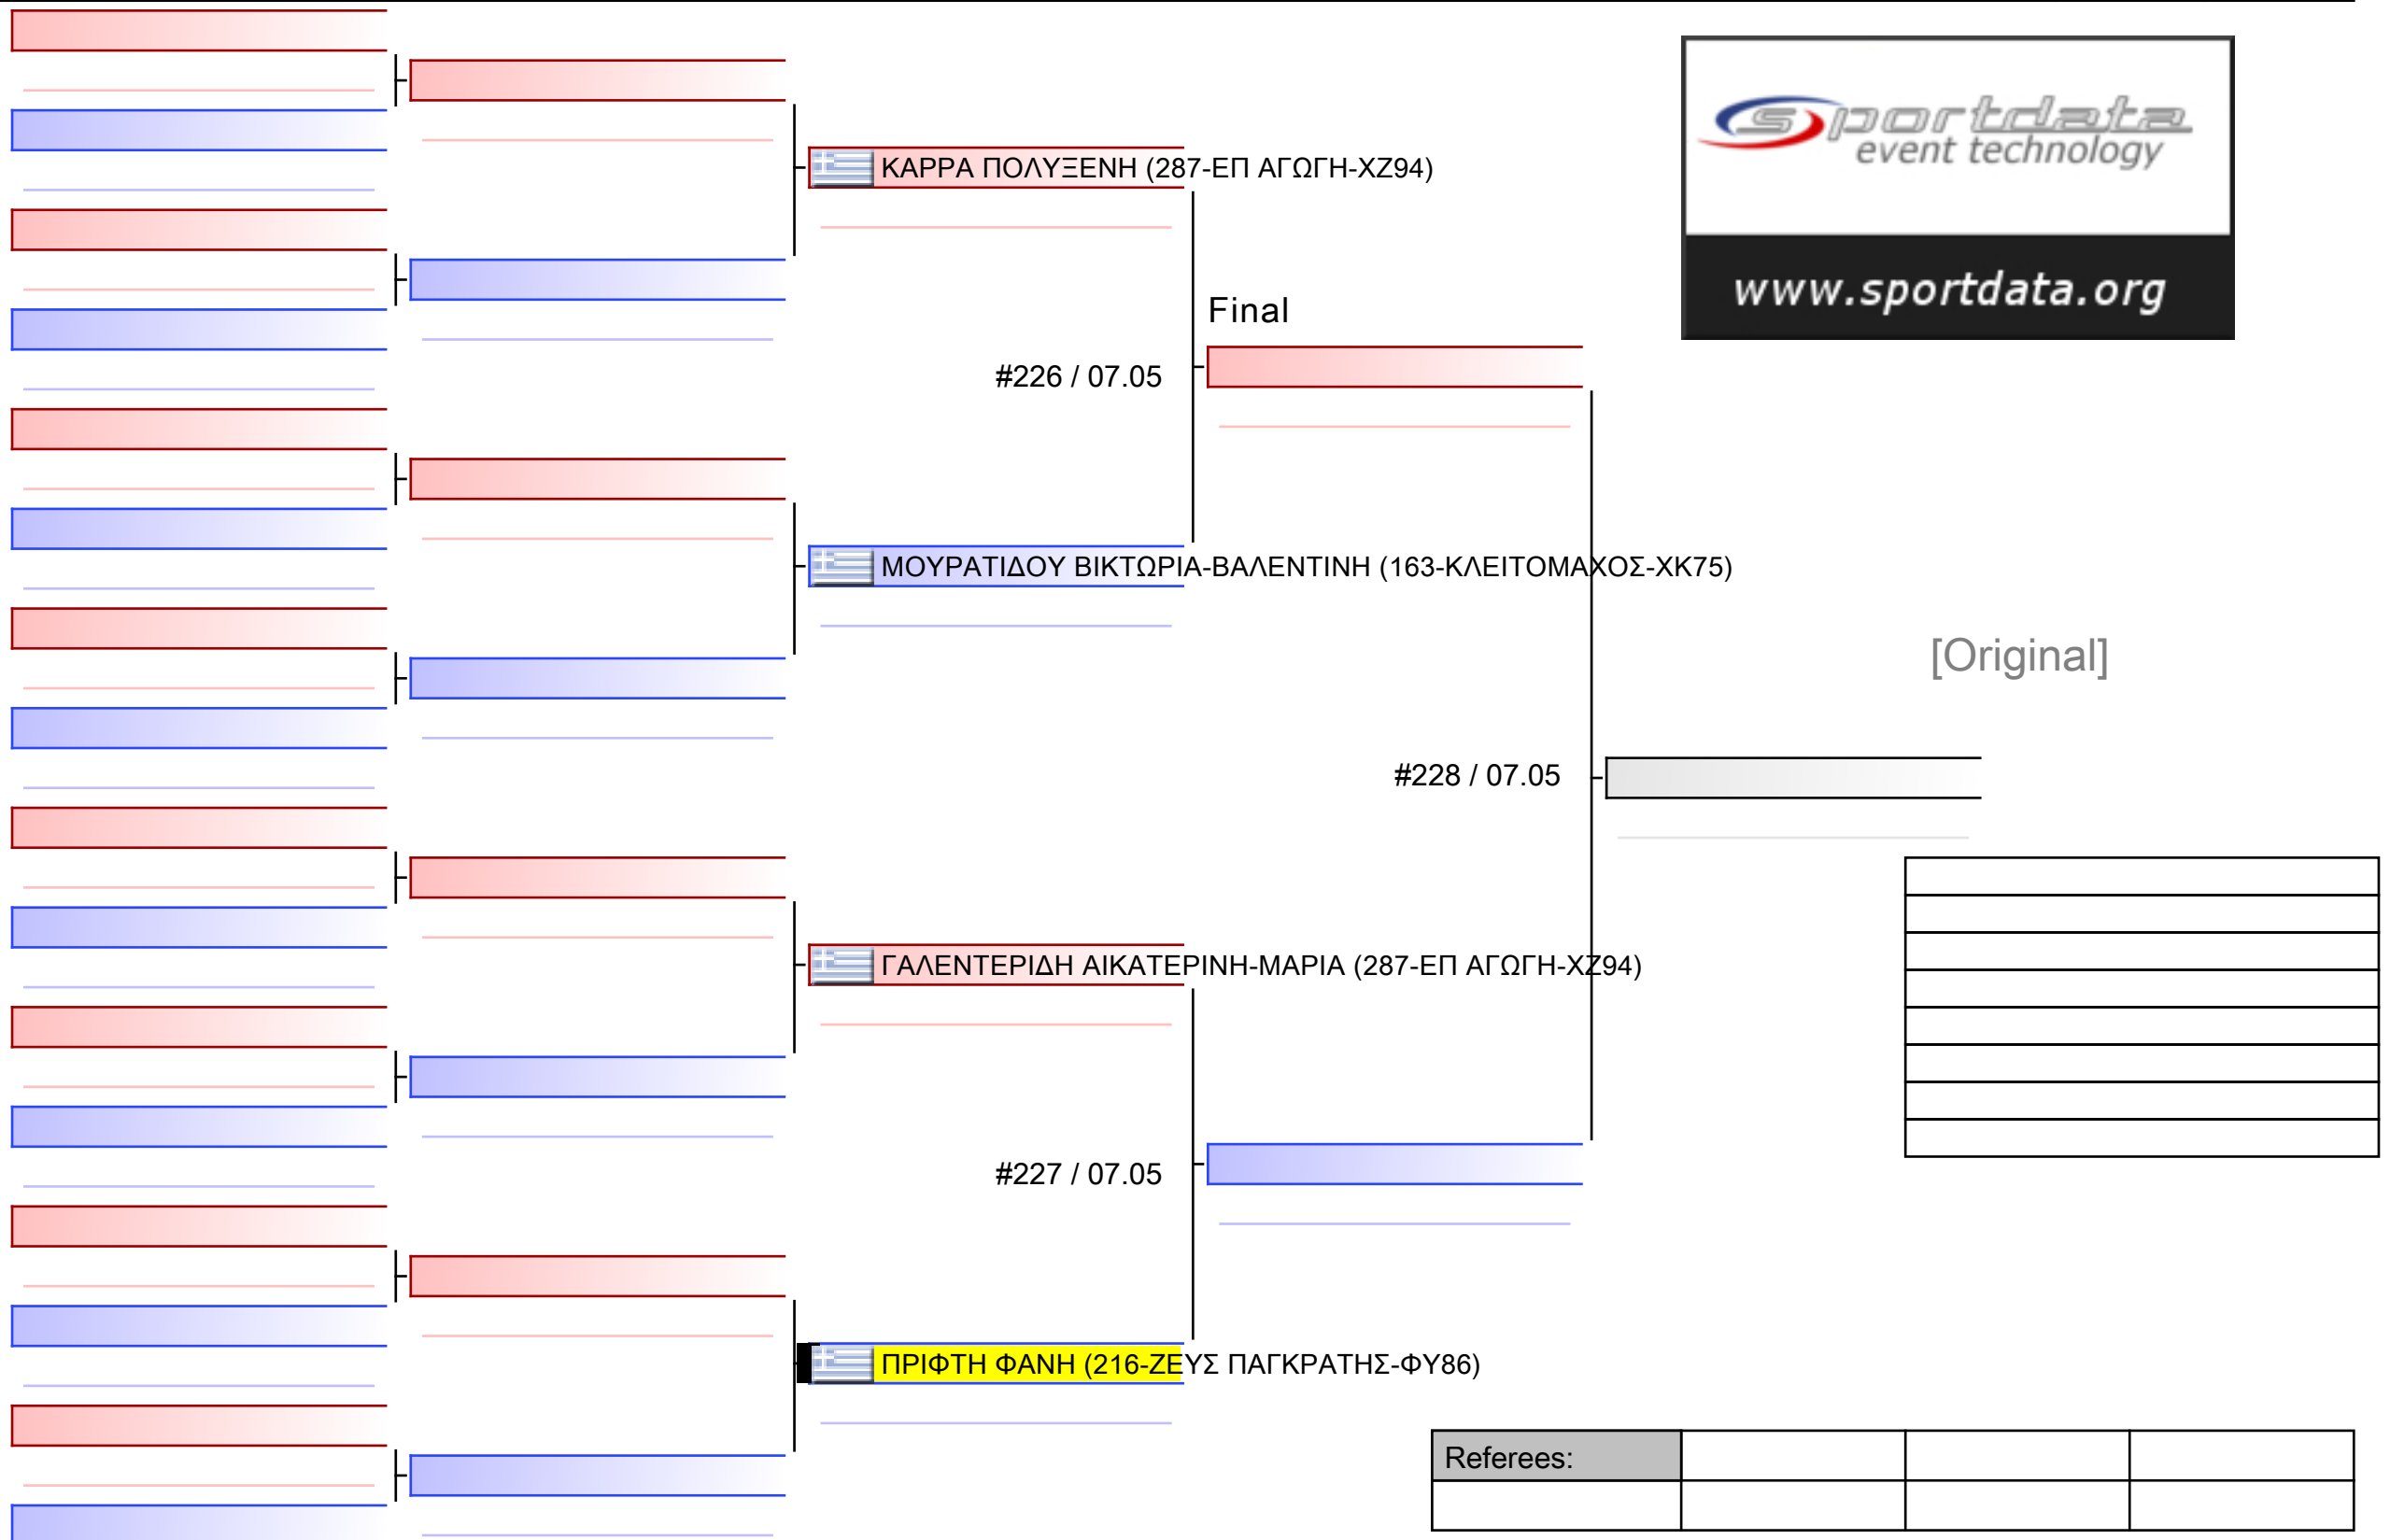 sportdata
event technology
www.sportdata.org
ΚΑΡΡΑ ΠΟΛΥΞΕΝΗ (287-ΕΠ ΑΓΩΓΗ-ΧΖ94)
Final
#226 / 07.05
ΜΟΥΡΑΤΙΔΟΥ ΒΙΚΤΩΡΙΑ-ΒΑΛΕΝΤΙΝΗ (163-ΚΛΕΙΤΟΜΑΧΟΣ-ΧΚ75)
[Original]
#228 / 07.05
ΓΑΛΕΝΤΕΡΙΔΗ ΑΙΚΑΤΕΡΙΝΗ-ΜΑΡΙΑ (287-ΕΠ ΑΓΩΓΗ-ΧΖ94)
#227 / 07.05
ΠΡΙΦΤΗ ΦΑΝΗ (216-ΖΕΥΣ ΠΑΓΚΡΑΤΗΣ-ΦΥ86)
Referees: